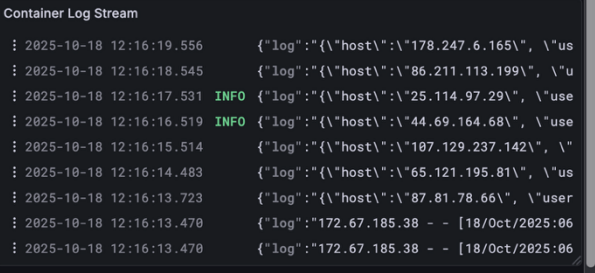 Container Log Stream
2025-10-18 12:16:19.556 {"log":"{\"host\":\"178.247.6.165\", \"us
2025-10-18 12:16:18.545 {"log":"{\"host\":\"86.211.113.199\", \"u
2025-10-18 12:16:17.531 INFO {"log":"{\"host\":\"25.114.97.29\", \"use
2025-10-18 12:16:16.519 INFO {"log":"{\"host\":\"44.69.164.68\", \"use
2025-10-18 12:16:15.514 {"log":"{\"host\":\"107.129.237.142\", \"
2025-10-18 12:16:14.483 {"log":"{\"host\":\"65.121.195.81\", \"us
2025-10-18 12:16:13.723 {"log":"{\"host\":\"87.81.78.66\", \"user
2025-10-18 12:16:13.470 {"log":"172.67.185.38 - - [18/Oct/2025:06
2025-10-18 12:16:13.470 {"log":"172.67.185.38 - - [18/Oct/2025:06